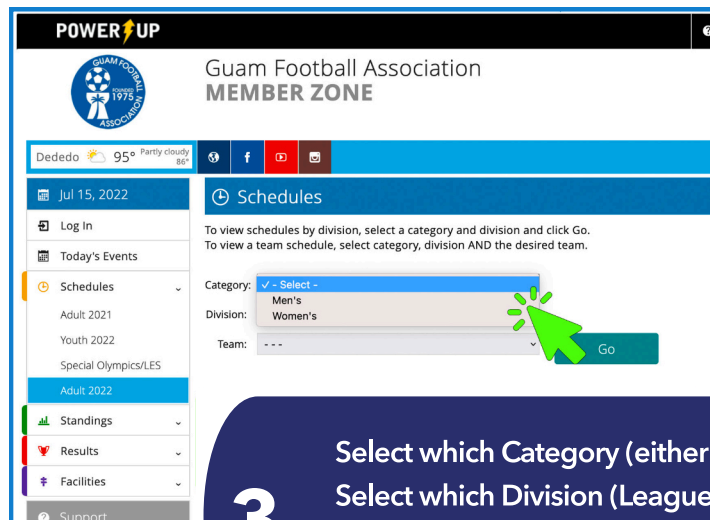 POWER UP
GUAM FOOTBALL
FOUNDED
1975
ASSOCIATION
Guam Football Association
MEMBER ZONE
Dededo 95° Partly cloudy
86°
Jul 15, 2022
Log In
Today's Events
Schedules
Adult 2021
Youth 2022
Special Olympics/LES
Adult 2022
Standings
Results
Facilities
Support
Schedules
To view schedules by division, select a category and division and click Go.
To view a team schedule, select category, division AND the desired team.
Category: ✓ - Select -
Men's
Women's
Division:
Team: - - -
Go
3
Select which Category (either
Select which Division (League